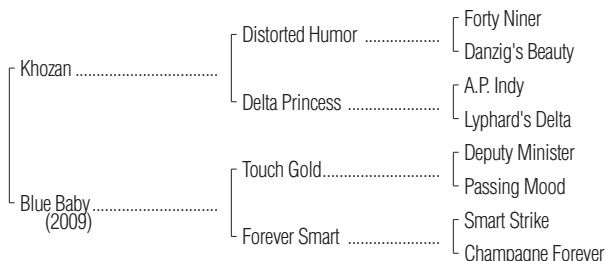 Forty Niner
Distorted Humor ....................
Danzig's Beauty
Khozan .......................................
A.P. Indy
Delta Princess .......................
Lyphard's Delta
Deputy Minister
Touch Gold..............................
Passing Mood
Blue Baby..................................
(2009)
Smart Strike
Forever Smart .......................
Champagne Forever